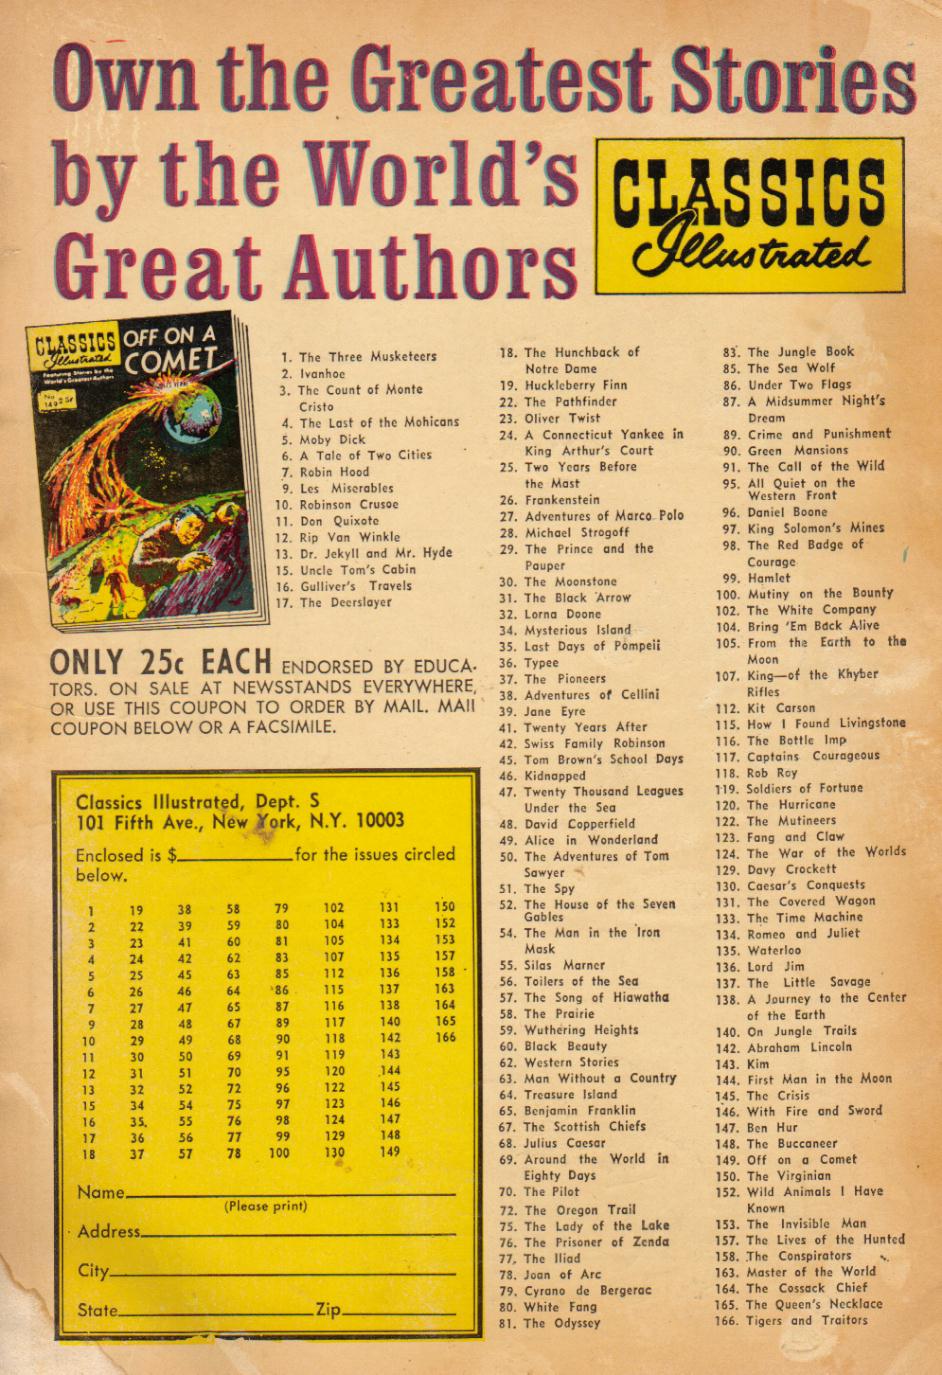 Own the Greatest Stories
by the World's
Great Authors
CLASSICS
Illustrated
CLASSICS
Illustrated
Featuring Stories by the
World's Greatest Authors
No.
149 25¢
OFF ON A
COMET
1. The Three Musketeers
2. Ivanhoe
3. The Count of Monte
Cristo
4. The Last of the Mohicans
5. Moby Dick
6. A Tale of Two Cities
7. Robin Hood
9. Les Miserables
10. Robinson Crusoe
11. Don Quixote
12. Rip Van Winkle
13. Dr. Jekyll and Mr. Hyde
15. Uncle Tom's Cabin
16. Gulliver's Travels
17. The Deerslayer
ONLY 25c EACH ENDORSED BY EDUCA-
TORS. ON SALE AT NEWSSTANDS EVERYWHERE,
OR USE THIS COUPON TO ORDER BY MAIL. MAIL
COUPON BELOW OR A FACSIMILE.
Classics Illustrated, Dept. S
101 Fifth Ave., New York, N.Y. 10003
Enclosed is $____________for the issues circled
below.
1 19 38 58 79 102 131 150
2 22 39 59 80 104 133 152
3 23 41 60 81 105 134 153
4 24 42 62 83 107 135 157
5 25 45 63 85 112 136 158
6 26 46 64 86 115 137 163
7 27 47 65 87 116 138 164
9 28 48 67 89 117 140 165
10 29 49 68 90 118 142 166
11 30 50 69 91 119 143
12 31 51 70 95 120 144
13 32 52 72 96 122 145
15 34 54 75 97 123 146
16 35 55 76 98 124 147
17 36 56 77 99 129 148
18 37 57 78 100 130 149
Name____________
(Please print)
Address____________
City____________
State____________Zip____________
18. The Hunchback of
Notre Dame
19. Huckleberry Finn
22. The Pathfinder
23. Oliver Twist
24. A Connecticut Yankee in
King Arthur's Court
25. Two Years Before
the Mast
26. Frankenstein
27. Adventures of Marco Polo
28. Michael Strogoff
29. The Prince and the
Pauper
30. The Moonstone
31. The Black Arrow
32. Lorna Doone
34. Mysterious Island
35. Last Days of Pompeii
36. Typee
37. The Pioneers
38. Adventures of Cellini
39. Jane Eyre
41. Twenty Years After
42. Swiss Family Robinson
45. Tom Brown's School Days
46. Kidnapped
47. Twenty Thousand Leagues
Under the Sea
48. David Copperfield
49. Alice in Wonderland
50. The Adventures of Tom
Sawyer
51. The Spy
52. The House of the Seven
Gables
54. The Man in the Iron
Mask
55. Silas Marner
56. Toilers of the Sea
57. The Song of Hiawatha
58. The Prairie
59. Wuthering Heights
60. Black Beauty
62. Western Stories
63. Man Without a Country
64. Treasure Island
65. Benjamin Franklin
67. The Scottish Chiefs
68. Julius Caesar
69. Around the World in
Eighty Days
70. The Pilot
72. The Oregon Trail
75. The Lady of the Lake
76. The Prisoner of Zenda
77. The Iliad
78. Joan of Arc
79. Cyrano de Bergerac
80. White Fang
81. The Odyssey
83. The Jungle Book
85. The Sea Wolf
86. Under Two Flags
87. A Midsummer Night's
Dream
89. Crime and Punishment
90. Green Mansions
91. The Call of the Wild
95. All Quiet on the
Western Front
96. Daniel Boone
97. King Solomon's Mines
98. The Red Badge of
Courage
99. Hamlet
100. Mutiny on the Bounty
102. The White Company
104. Bring 'Em Back Alive
105. From the Earth to the
Moon
107. King—of the Khyber
Rifles
112. Kit Carson
115. How I Found Livingstone
116. The Bottle Imp
117. Captains Courageous
118. Rob Roy
119. Soldiers of Fortune
120. The Hurricane
122. The Mutineers
123. Fang and Claw
124. The War of the Worlds
129. Davy Crockett
130. Caesar's Conquests
131. The Covered Wagon
133. The Time Machine
134. Romeo and Juliet
135. Waterloo
136. Lord Jim
137. The Little Savage
138. A Journey to the Center
of the Earth
140. On Jungle Trails
142. Abraham Lincoln
143. Kim
144. First Man in the Moon
145. The Crisis
146. With Fire and Sword
147. Ben Hur
148. The Buccaneer
149. Off on a Comet
150. The Virginian
152. Wild Animals I Have
Known
153. The Invisible Man
157. The Lives of the Hunted
158. The Conspirators
163. Master of the World
164. The Cossack Chief
165. The Queen's Necklace
166. Tigers and Traitors